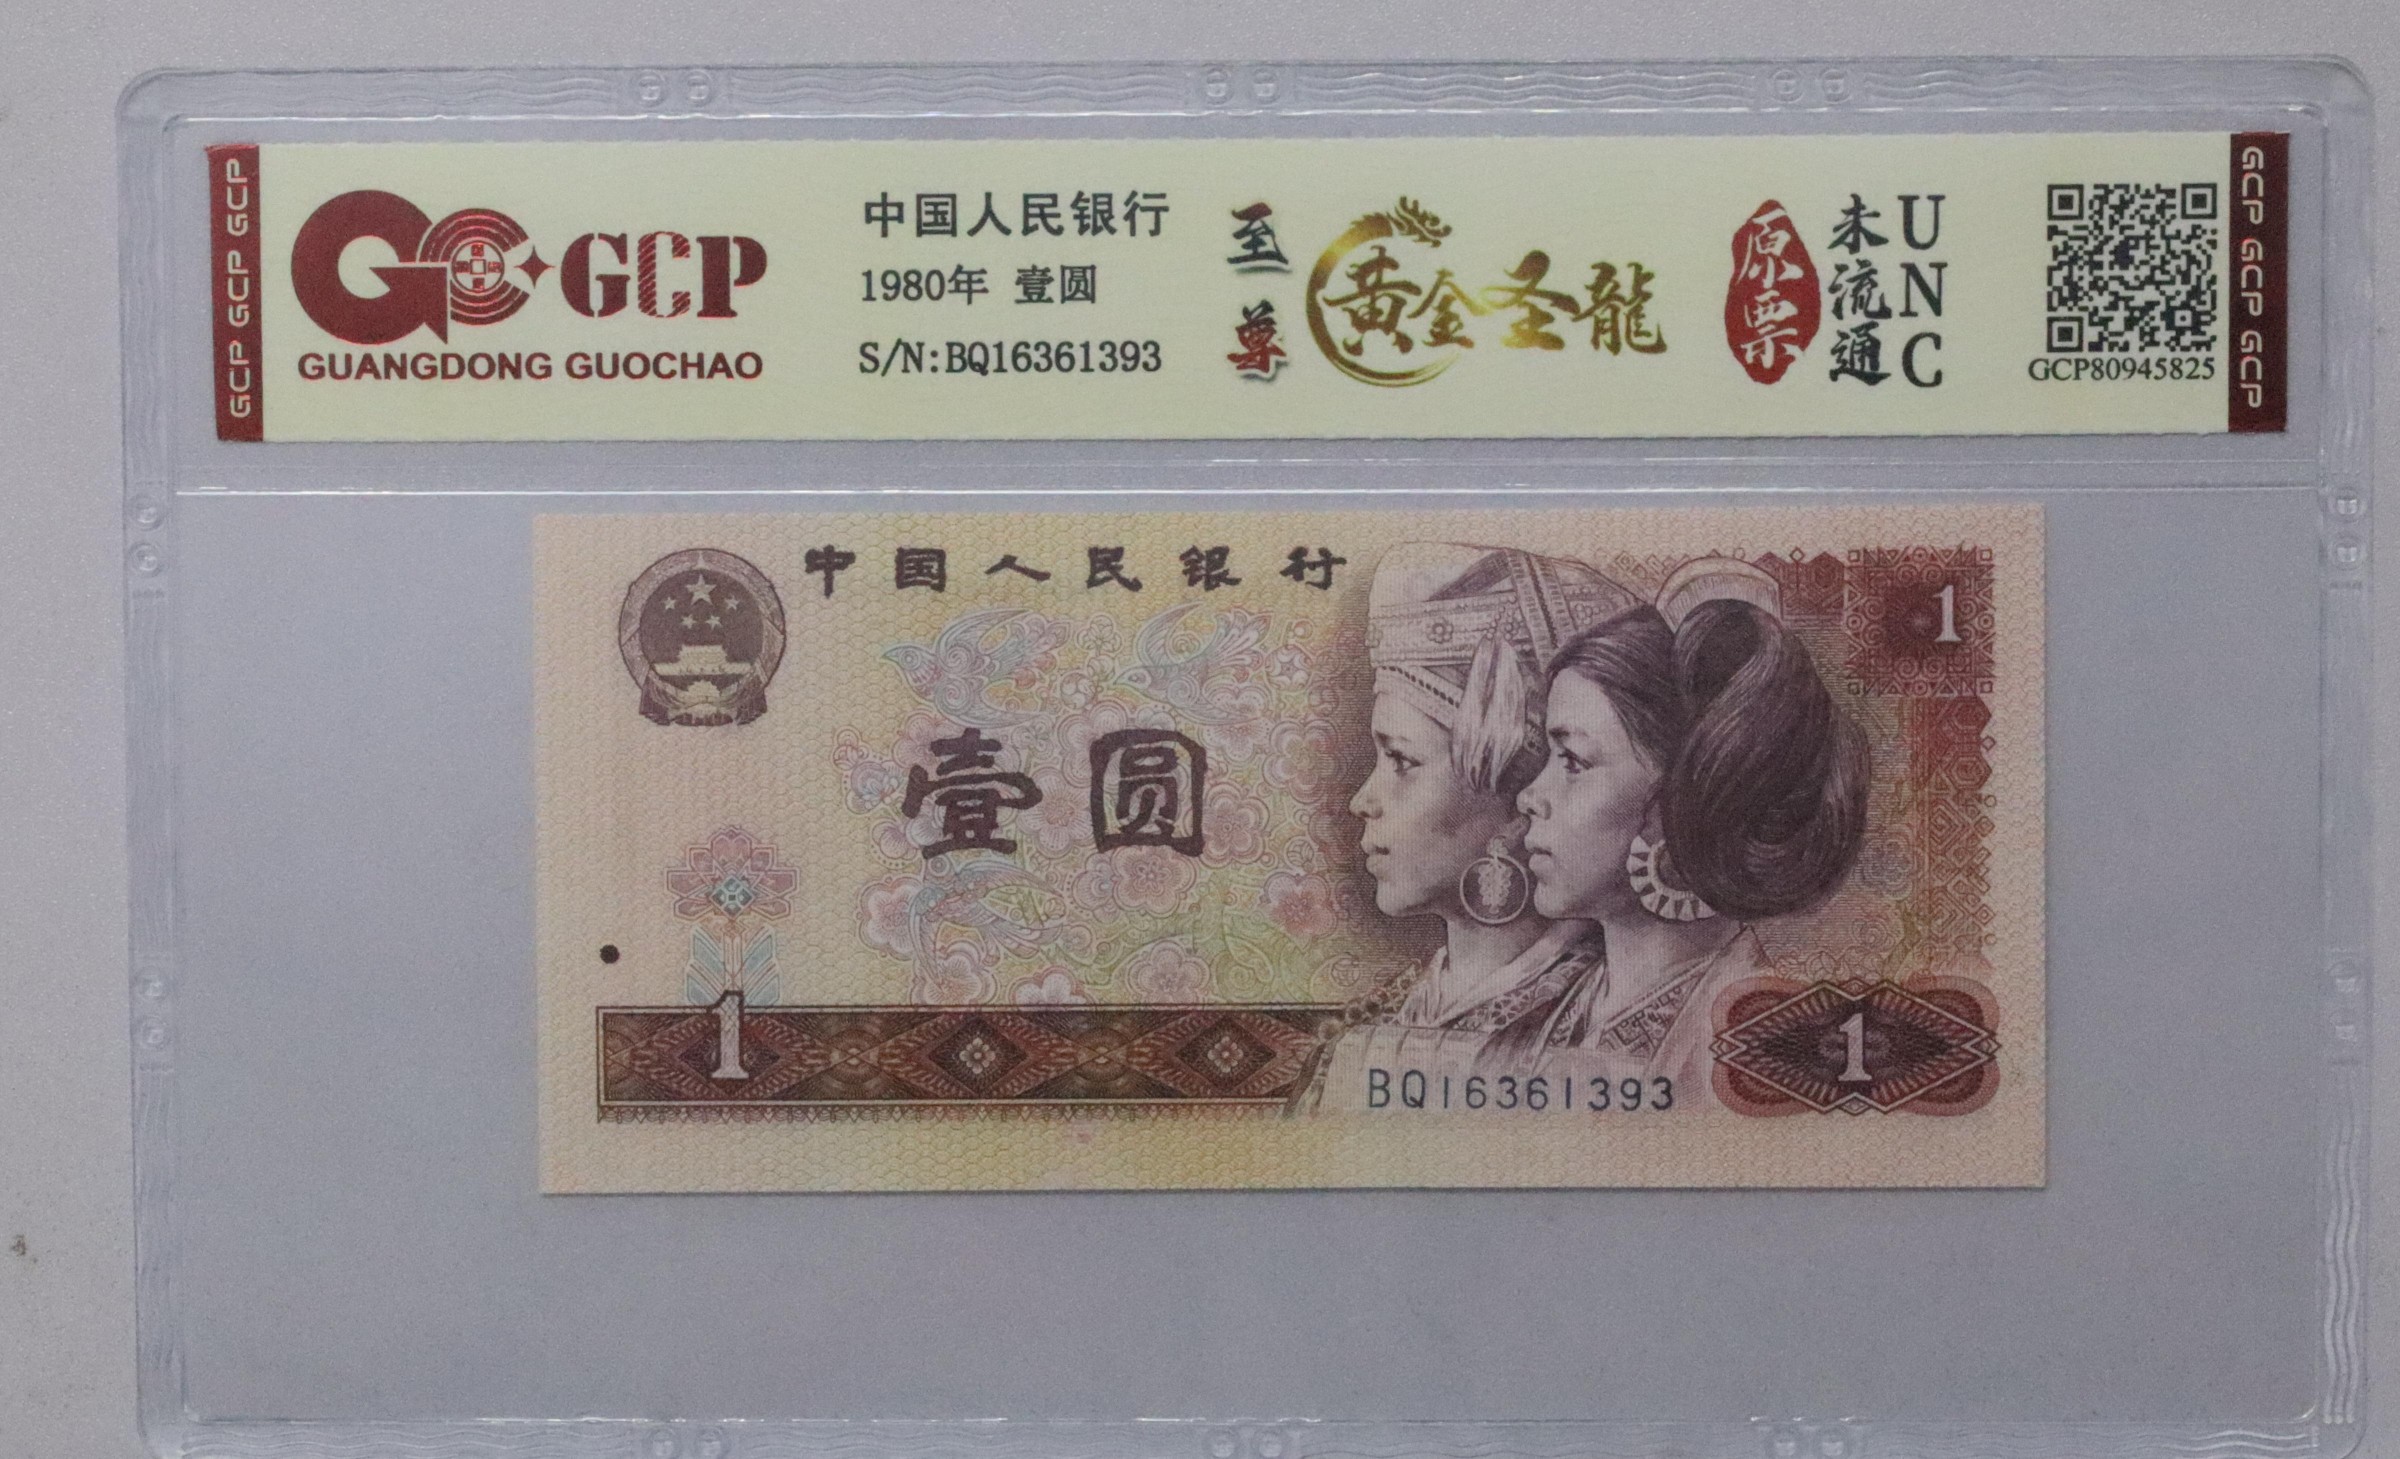 GCP GCP GCP
GCP
GUANGDONG GUOCHAO
中国人民银行
1980年 壹圆
S/N:BQ16361393
至尊
黄金圣龍
原票
未流通
UNC
GCP80945825
GCP GCP GCP
中国人民银行
1
壹圆
1
1
BQ16361393